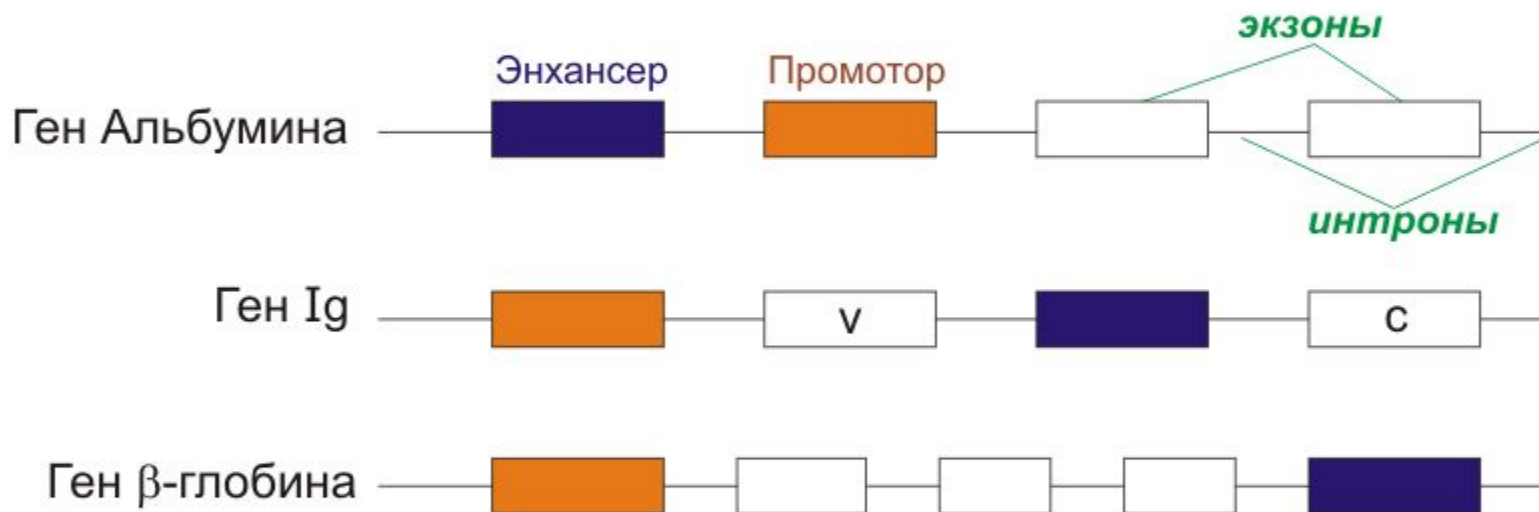 экзоны
Энхансер Промотор
Ген Альбумина
интроны
Ген Ig
V
C
Ген β-глобина